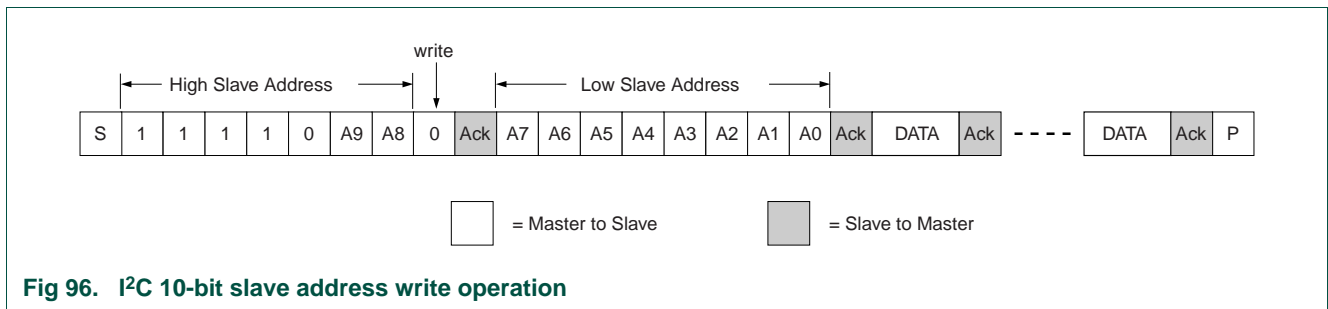 write
High Slave Address Low Slave Address
S 1 1 1 1 0 A9 A8 0 Ack A7 A6 A5 A4 A3 A2 A1 A0 Ack DATA Ack - - - - DATA Ack P
= Master to Slave = Slave to Master
Fig 96. I²C 10-bit slave address write operation